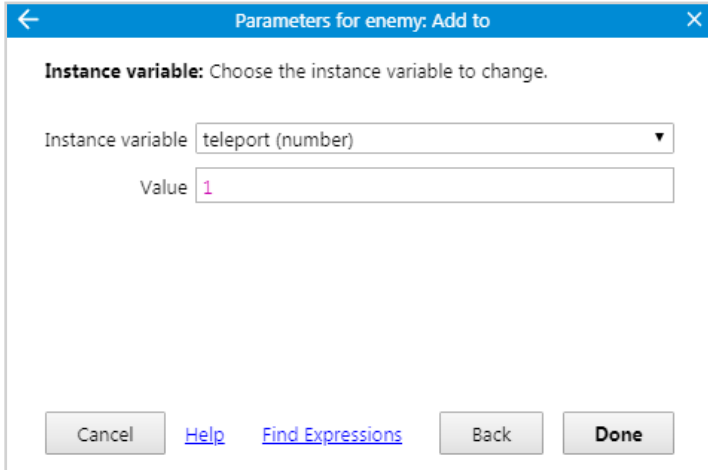 Parameters for enemy: Add to
Instance variable: Choose the instance variable to change.
Instance variable teleport (number)
Value 1
Cancel Help Find Expressions Back Done